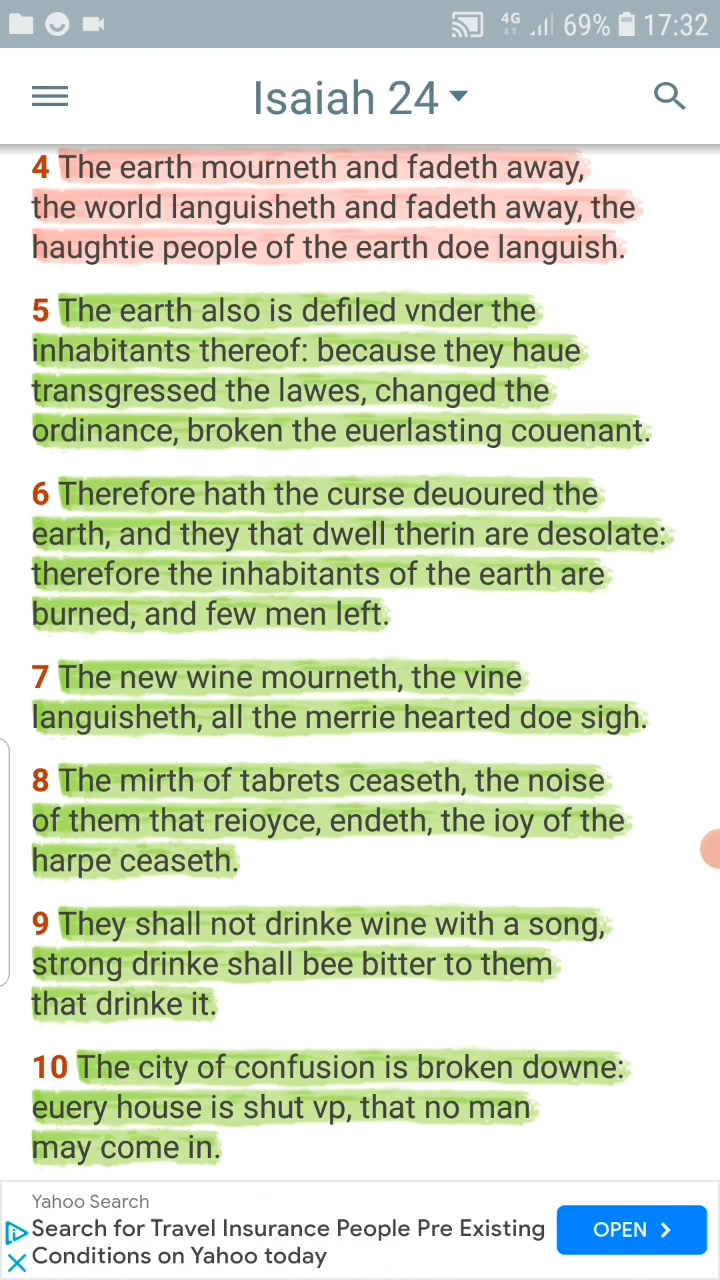 4G 69% 17:32
Isaiah 24
4 The earth mourneth and fadeth away,
the world languisheth and fadeth away, the
haughtie people of the earth doe languish.
5 The earth also is defiled vnder the
inhabitants thereof: because they haue
transgressed the lawes, changed the
ordinance, broken the euerlasting couenant.
6 Therefore hath the curse deuoured the
earth, and they that dwell therin are desolate:
therefore the inhabitants of the earth are
burned, and few men left.
7 The new wine mourneth, the vine
languisheth, all the merrie hearted doe sigh.
8 The mirth of tabrets ceaseth, the noise
of them that reioyce, endeth, the ioy of the
harpe ceaseth.
9 They shall not drinke wine with a song,
strong drinke shall bee bitter to them
that drinke it.
10 The city of confusion is broken downe:
euery house is shut vp, that no man
may come in.
Yahoo Search
Search for Travel Insurance People Pre Existing
Conditions on Yahoo today
OPEN